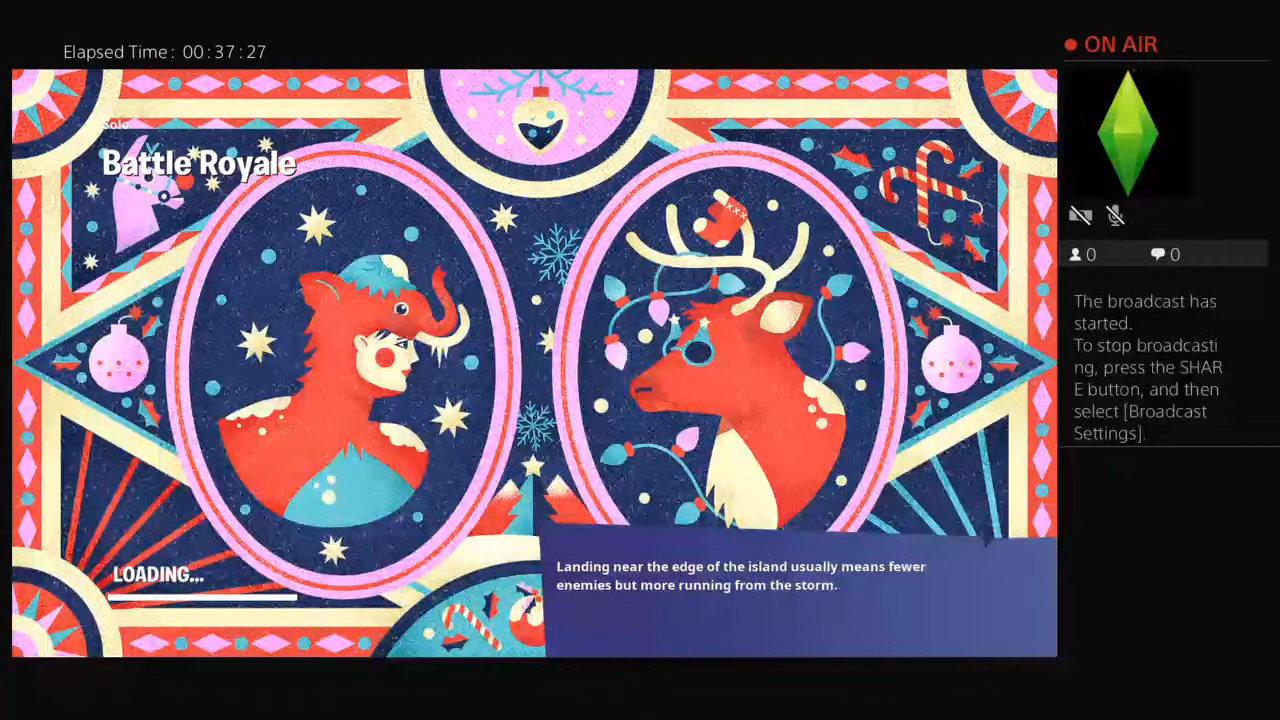 Elapsed Time: 00:37:27
ON AIR
Solo
Battle Royale
0 0
The broadcast has
started.
To stop broadcasti
ng, press the SHAR
E button, and then
select [Broadcast
Settings].
LOADING...
Landing near the edge of the island usually means fewer
enemies but more running from the storm.